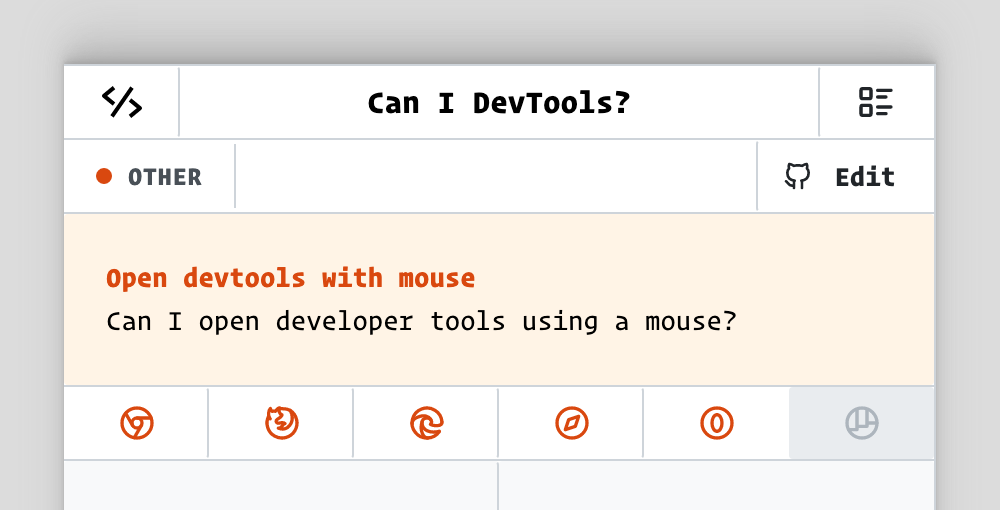 Can I DevTools?
OTHER
Edit
Open devtools with mouse
Can I open developer tools using a mouse?